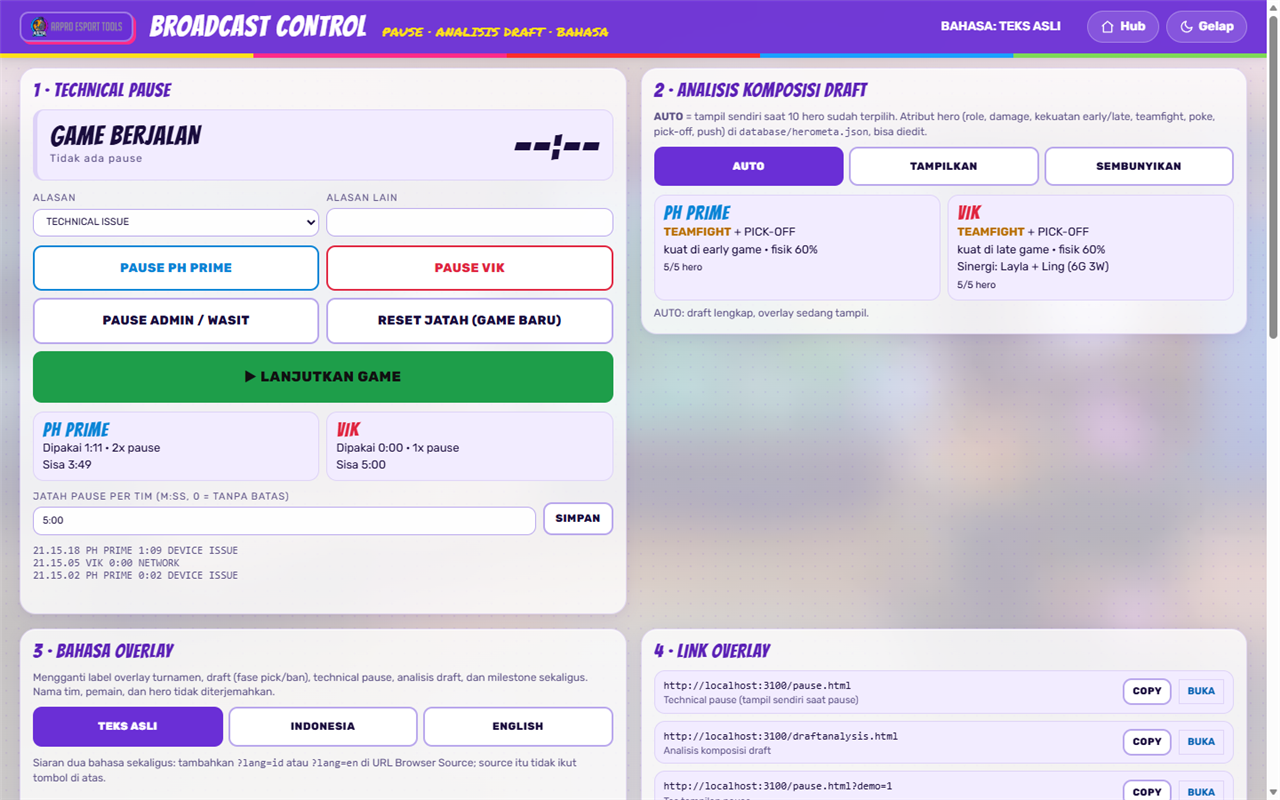 RRPRO ESPORT TOOLS
BROADCAST CONTROL
PAUSE · ANALISIS DRAFT · BAHASA
BAHASA: TEKS ASLI
Hub
Gelap
1 · TECHNICAL PAUSE
GAME BERJALAN
Tidak ada pause
--:--
ALASAN
ALASAN LAIN
TECHNICAL ISSUE
PAUSE PH PRIME
PAUSE VIK
PAUSE ADMIN / WASIT
RESET JATAH (GAME BARU)
▶ LANJUTKAN GAME
PH PRIME
Dipakai 1:11 • 2x pause
Sisa 3:49
VIK
Dipakai 0:00 • 1x pause
Sisa 5:00
JATAH PAUSE PER TIM (M:SS, 0 = TANPA BATAS)
5:00
SIMPAN
21.15.18 PH PRIME 1:09 DEVICE ISSUE
21.15.05 VIK 0:00 NETWORK
21.15.02 PH PRIME 0:02 DEVICE ISSUE
2 · ANALISIS KOMPOSISI DRAFT
AUTO = tampil sendiri saat 10 hero sudah terpilih. Atribut hero (role, damage, kekuatan early/late, teamfight, poke,
pick-off, push) di database/herometa.json, bisa diedit.
AUTO
TAMPILKAN
SEMBUNYIKAN
PH PRIME
TEAMFIGHT + PICK-OFF
kuat di early game • fisik 60%
5/5 hero
VIK
TEAMFIGHT + PICK-OFF
kuat di late game • fisik 60%
Sinergi: Layla + Ling (6G 3W)
5/5 hero
AUTO: draft lengkap, overlay sedang tampil.
3 · BAHASA OVERLAY
Mengganti label overlay turnamen, draft (fase pick/ban), technical pause, analisis draft, dan milestone sekaligus.
Nama tim, pemain, dan hero tidak diterjemahkan.
TEKS ASLI
INDONESIA
ENGLISH
Siaran dua bahasa sekaligus: tambahkan ?lang=id atau ?lang=en di URL Browser Source; source itu tidak ikut
tombol di atas.
4 · LINK OVERLAY
http://localhost:3100/pause.html
Technical pause (tampil sendiri saat pause)
COPY
BUKA
http://localhost:3100/draftanalysis.html
Analisis komposisi draft
COPY
BUKA
http://localhost:3100/pause.html?demo=1
COPY
BUKA